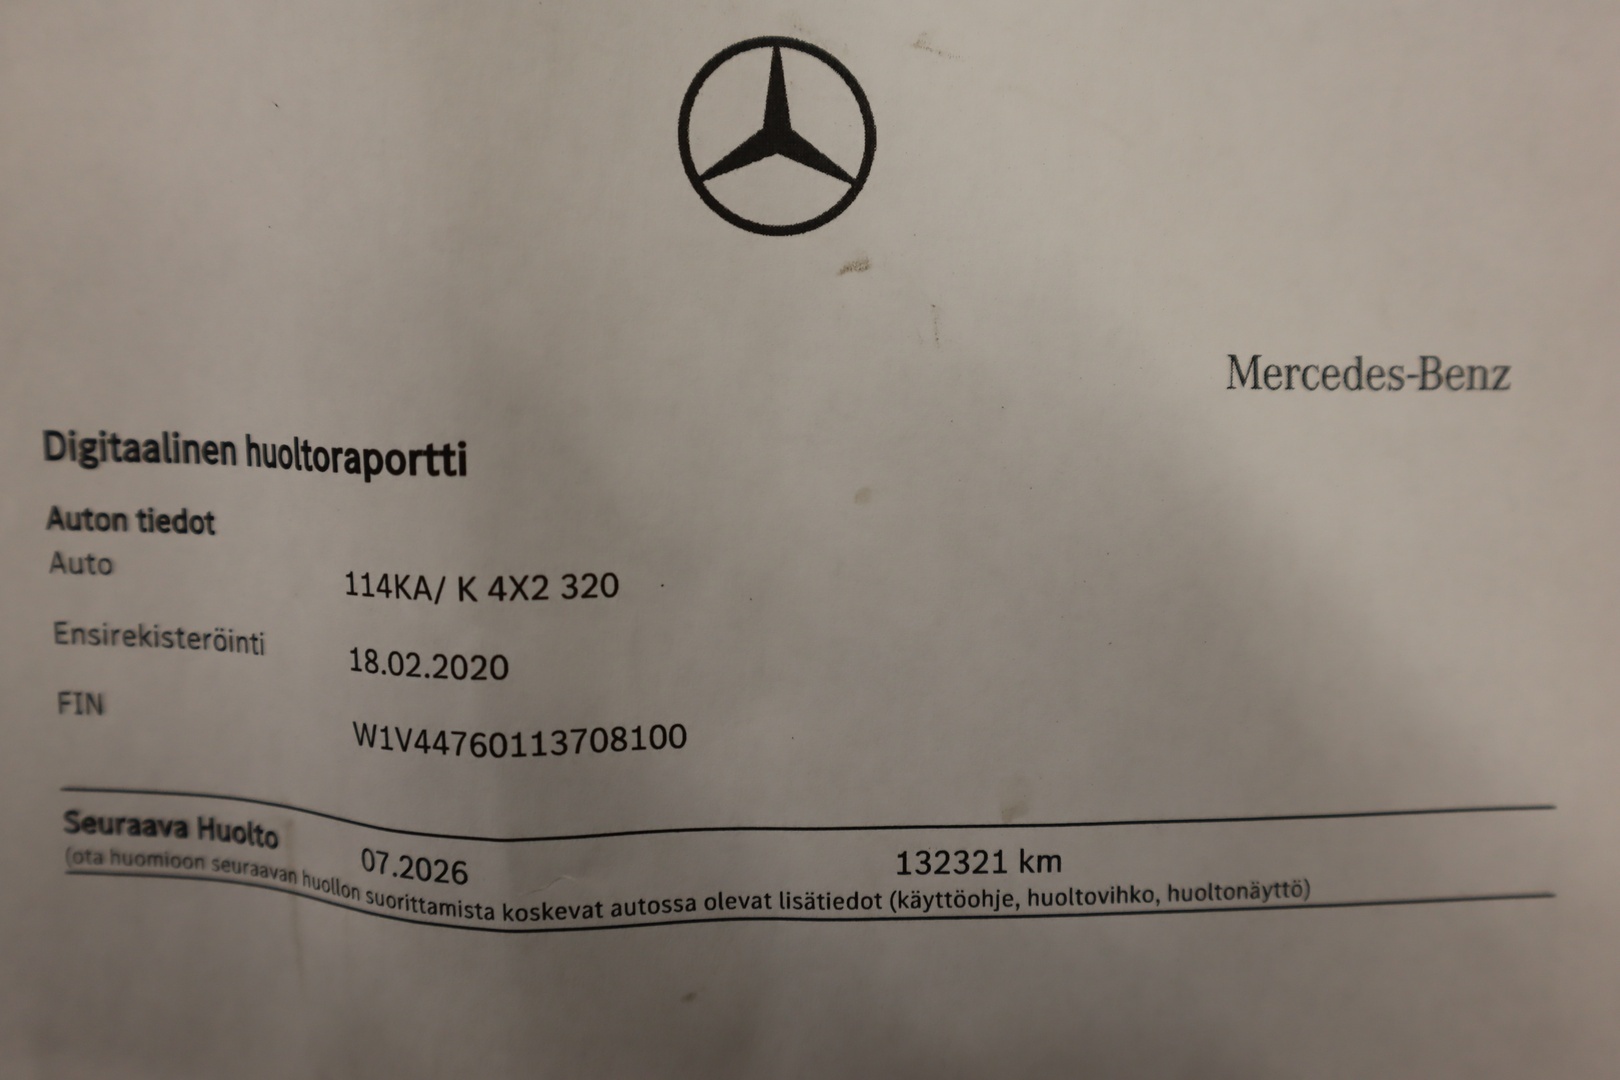 Mercedes-Benz
Digitaalinen huoltoraportti
Auton tiedot
Auto 114KA/ K 4X2 320
Ensirekisteröinti 18.02.2020
FIN W1V44760113708100
Seuraava Huolto 07.2026 132321 km
(ota huomioon seuraavan huollon suorittamista koskevat autossa olevat lisätiedot (käyttöohje, huoltovihko, huoltonäyttö)